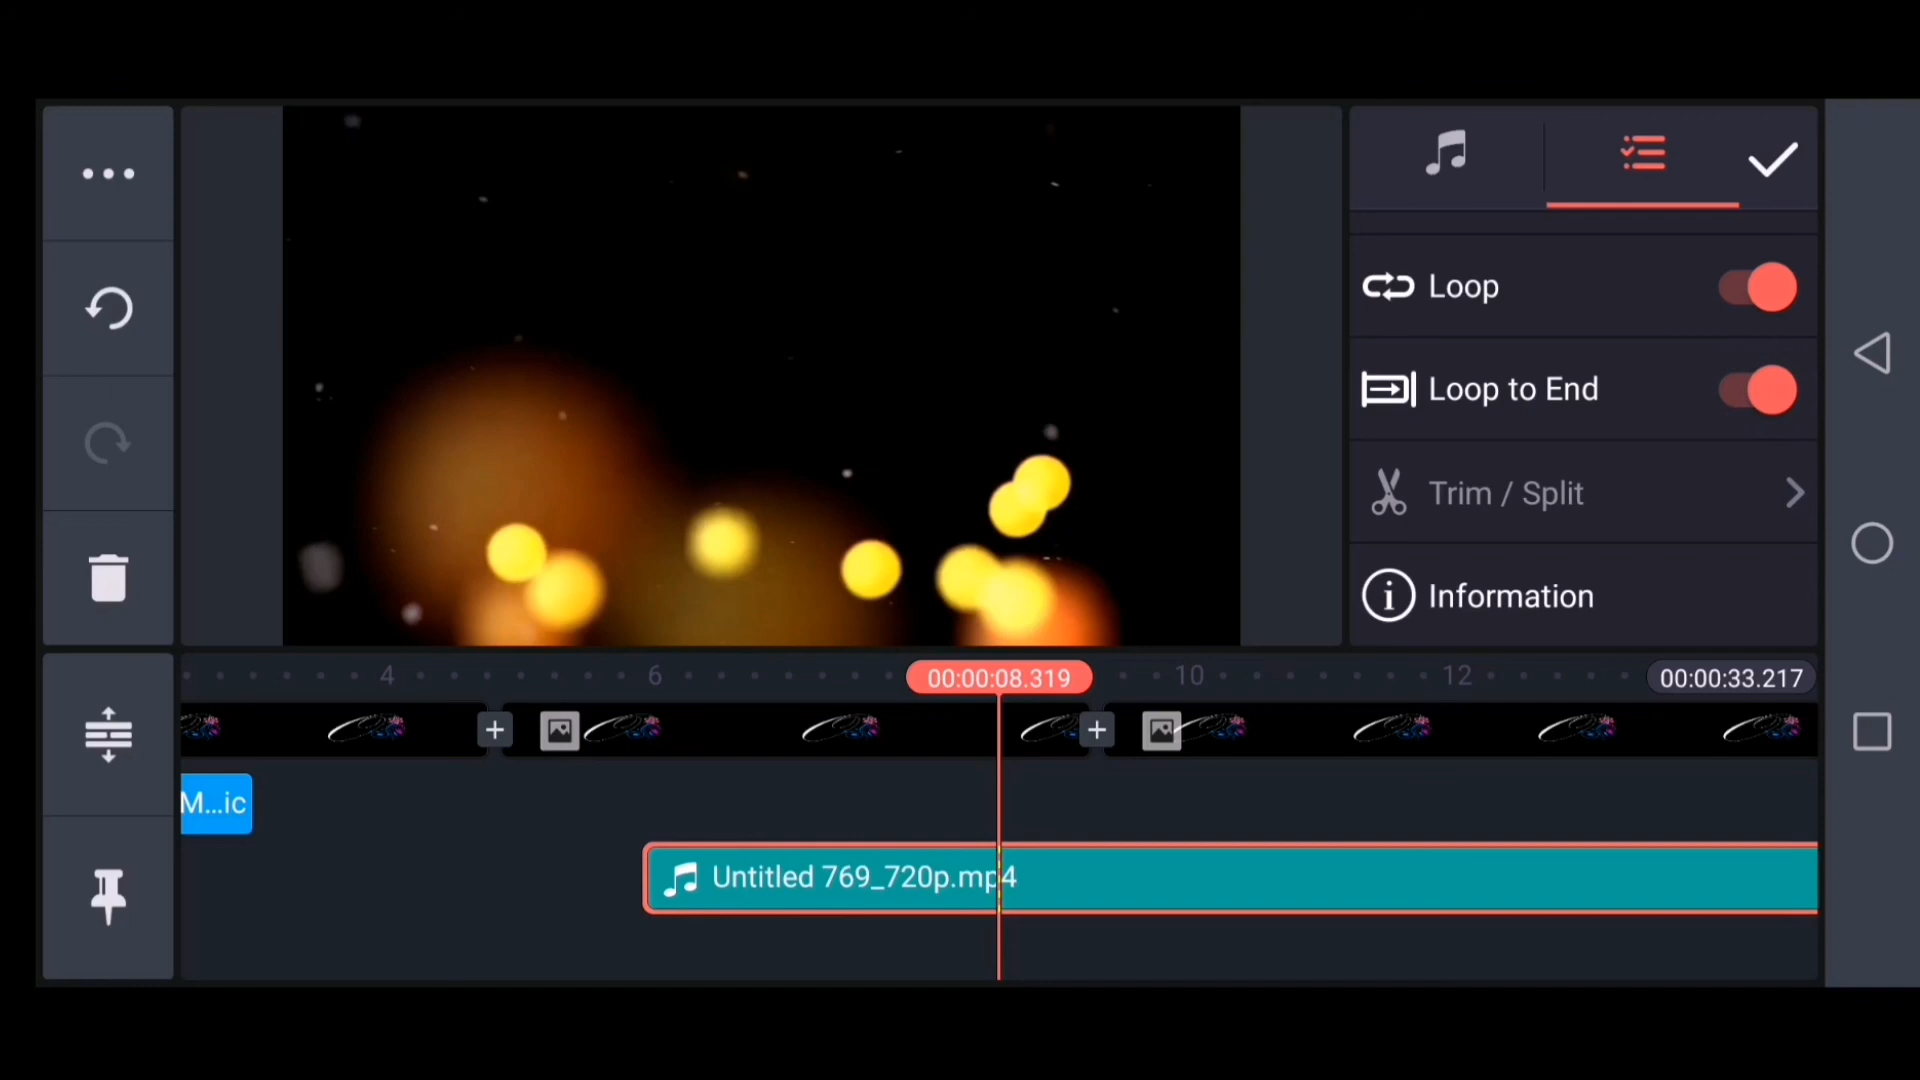 Loop
Loop to End
Trim / Split
Information
4
6
00:00:08.319
10
12
00:00:33.217
M...ic
Untitled 769_720p.mp4